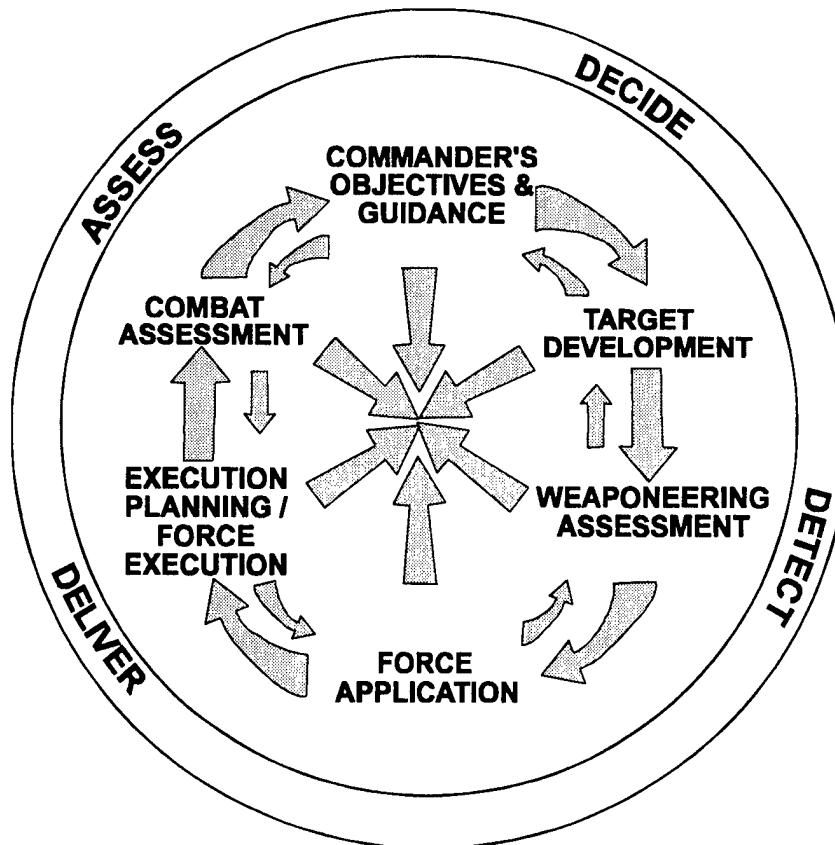 DECIDE
ASSESS
COMMANDER'S
OBJECTIVES &
GUIDANCE
COMBAT
ASSESSMENT
TARGET
DEVELOPMENT
EXECUTION
PLANNING /
FORCE
EXECUTION
WEAPONEERING
ASSESSMENT
DETECT
DELIVER
FORCE
APPLICATION